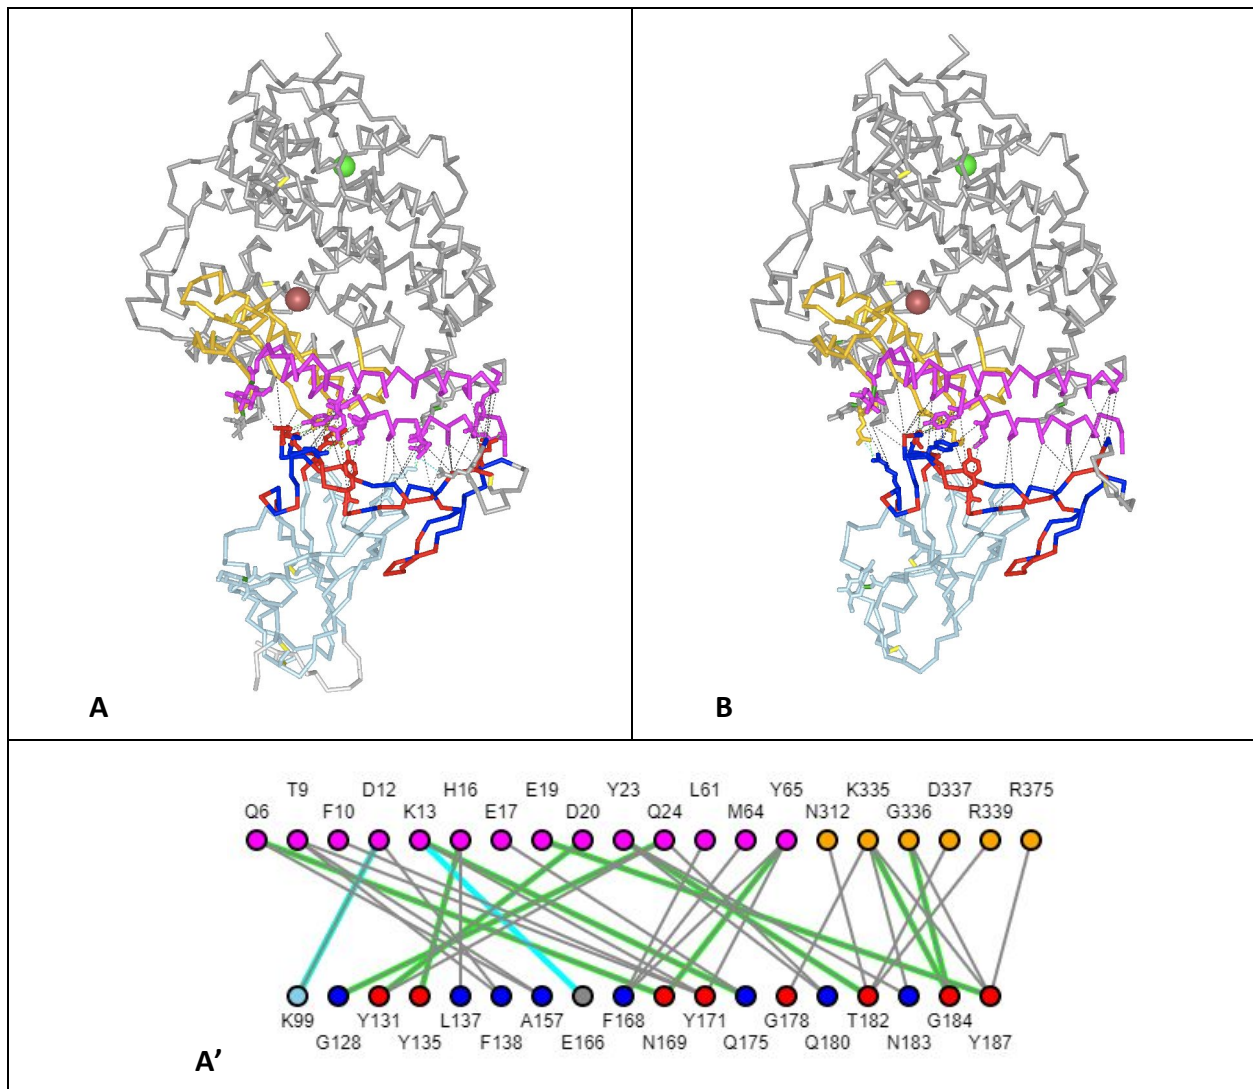 A
B
T9 D12 H16 E19 Y23 L61 Y65 K335 D337 R375
Q6 F10 K13 E17 D20 Q24 M64 N312 G336 R339
K99 Y131 L137 A157 F168 Y171 G178 T182 G184
G128 Y135 F138 E166 N169 Q175 Q180 N183 Y187
A’